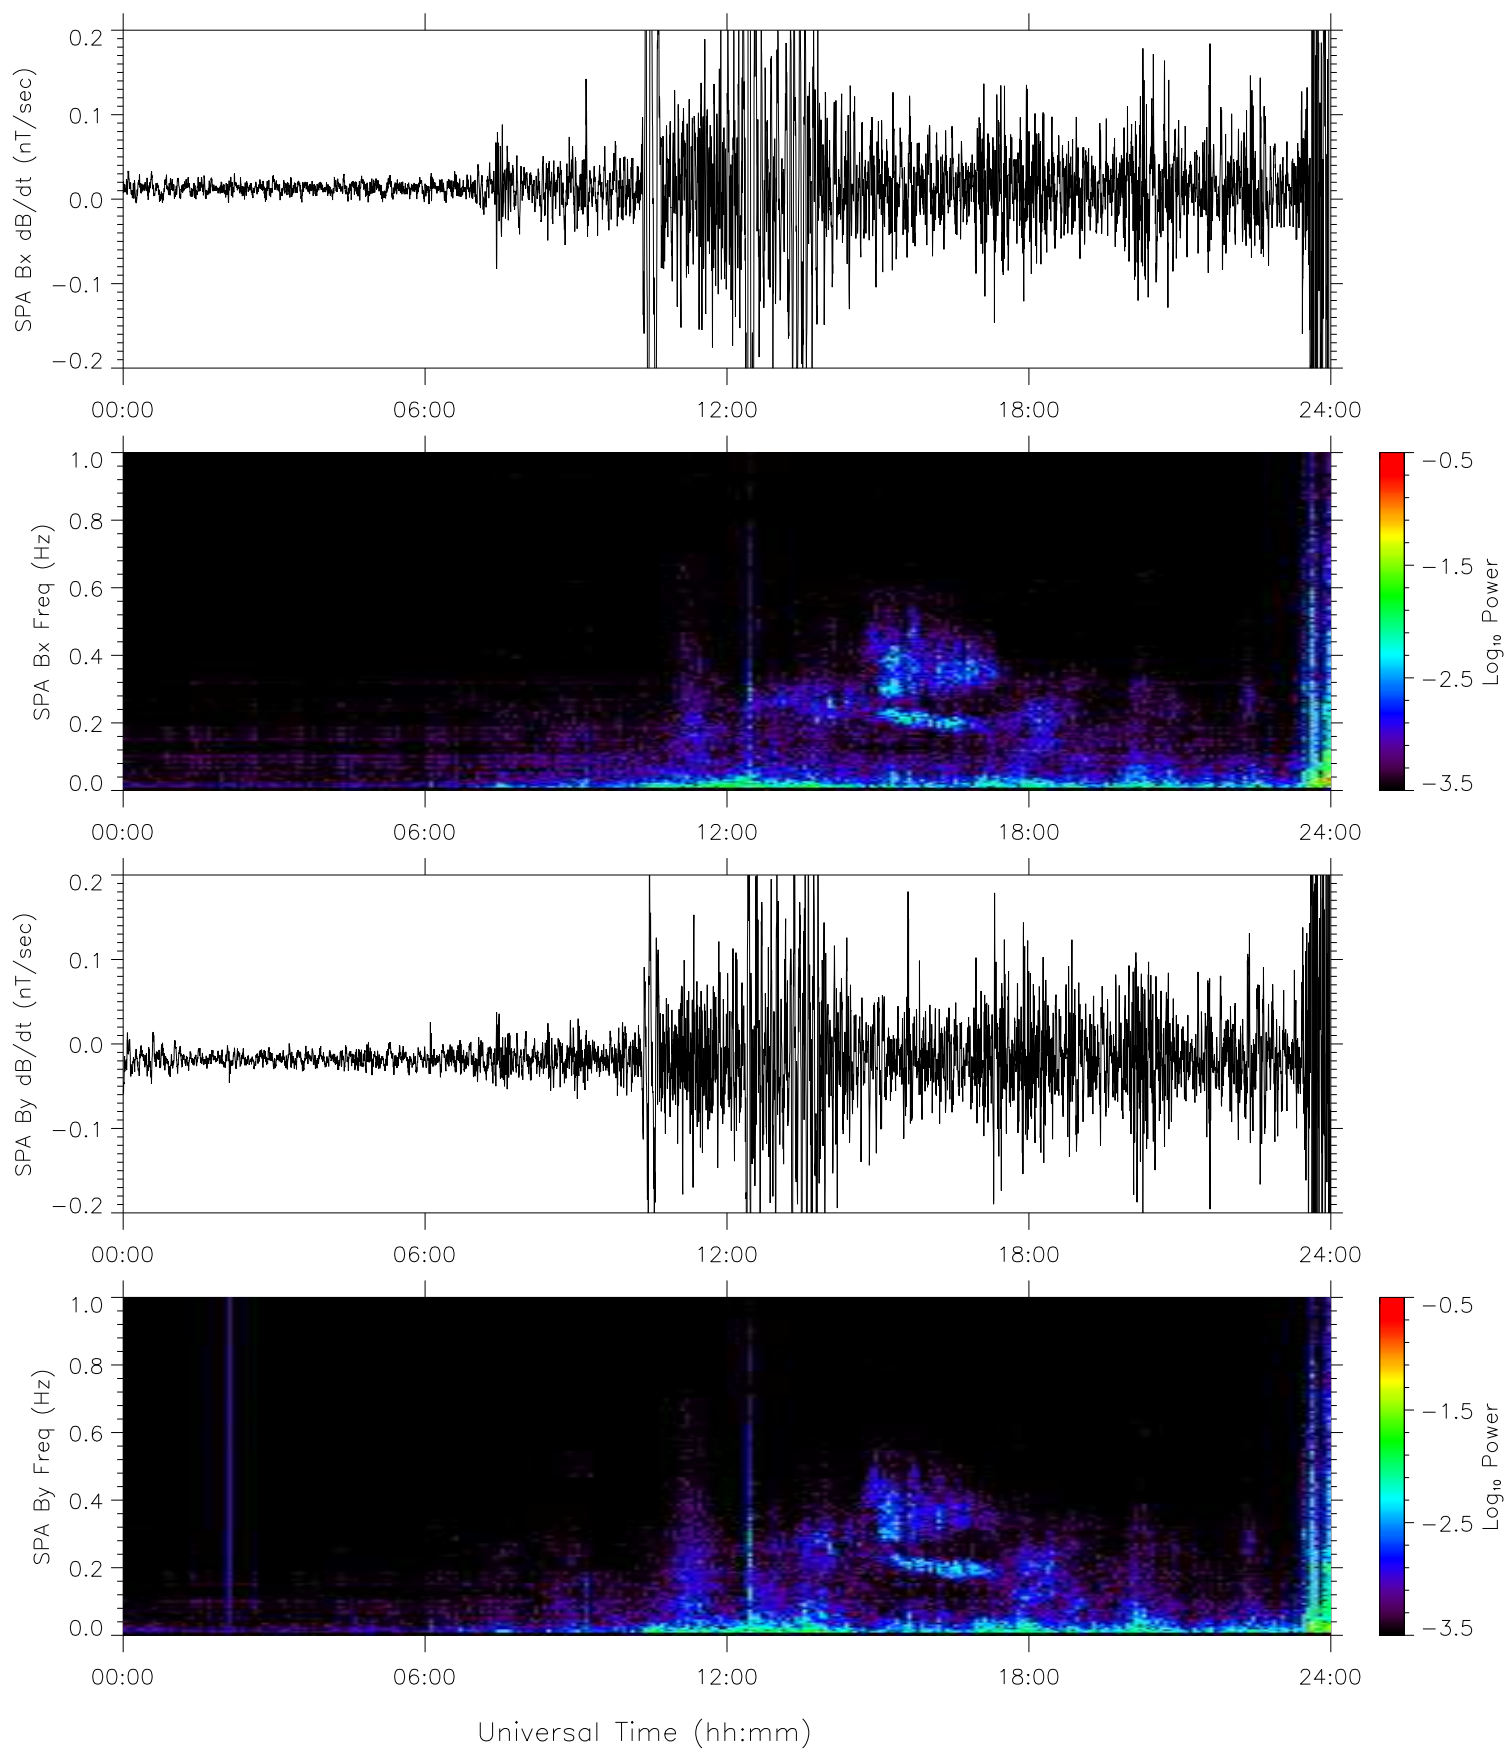 SPA Bx dB/dt (nT/sec)
0.2
0.1
0.0
−0.1
−0.2
00:00 06:00 12:00 18:00 24:00
SPA Bx Freq (Hz)
1.0
0.8
0.6
0.4
0.2
0.0
00:00 06:00 12:00 18:00 24:00
−0.5
−1.5
−2.5
−3.5
Log₁₀ Power
SPA By dB/dt (nT/sec)
0.2
0.1
0.0
−0.1
−0.2
00:00 06:00 12:00 18:00 24:00
SPA By Freq (Hz)
1.0
0.8
0.6
0.4
0.2
0.0
00:00 06:00 12:00 18:00 24:00
−0.5
−1.5
−2.5
−3.5
Log₁₀ Power
Universal Time (hh:mm)